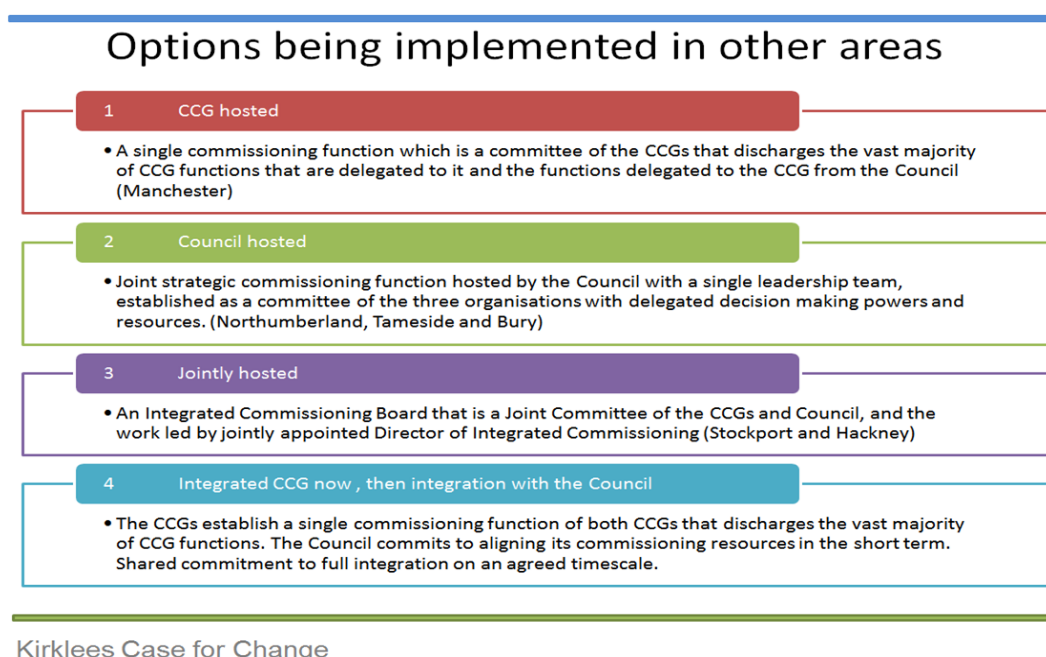 Options being implemented in other areas
1 CCG hosted
• A single commissioning function which is a committee of the CCGs that discharges the vast majority
of CCG functions that are delegated to it and the functions delegated to the CCG from the Council
(Manchester)
2 Council hosted
• Joint strategic commissioning function hosted by the Council with a single leadership team,
established as a committee of the three organisations with delegated decision making powers and
resources. (Northumberland, Tameside and Bury)
3 Jointly hosted
• An Integrated Commissioning Board that is a Joint Committee of the CCGs and Council, and the
work led by jointly appointed Director of Integrated Commissioning (Stockport and Hackney)
4 Integrated CCG now , then integration with the Council
• The CCGs establish a single commissioning function of both CCGs that discharges the vast majority
of CCG functions. The Council commits to aligning its commissioning resources in the short term.
Shared commitment to full integration on an agreed timescale.
Kirklees Case for Change